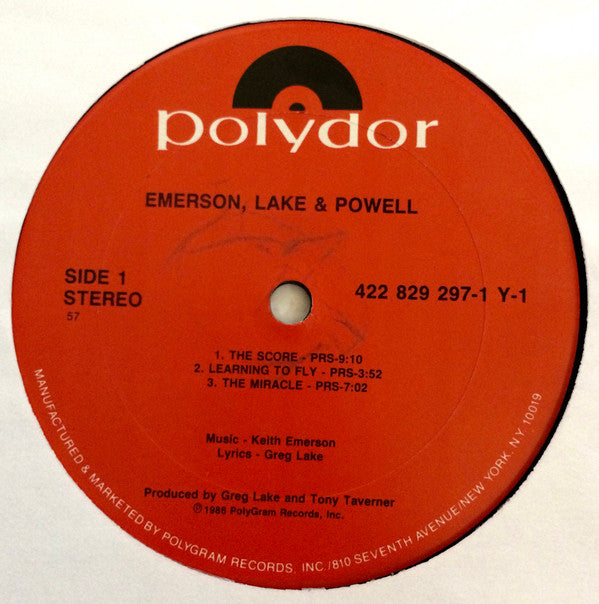 polydor
EMERSON, LAKE & POWELL
SIDE 1
STEREO
57
422 829 297-1 Y-1
1. THE SCORE - PRS-9:10
2. LEARNING TO FLY - PRS-3:52
3. THE MIRACLE - PRS-7:02
Music - Keith Emerson
Lyrics - Greg Lake
Produced by Greg Lake and Tony Taverner
℗ 1986 PolyGram Records, Inc.
MANUFACTURED & MARKETED BY POLYGRAM RECORDS, INC./810 SEVENTH AVENUE/NEW YORK, N.Y. 10019